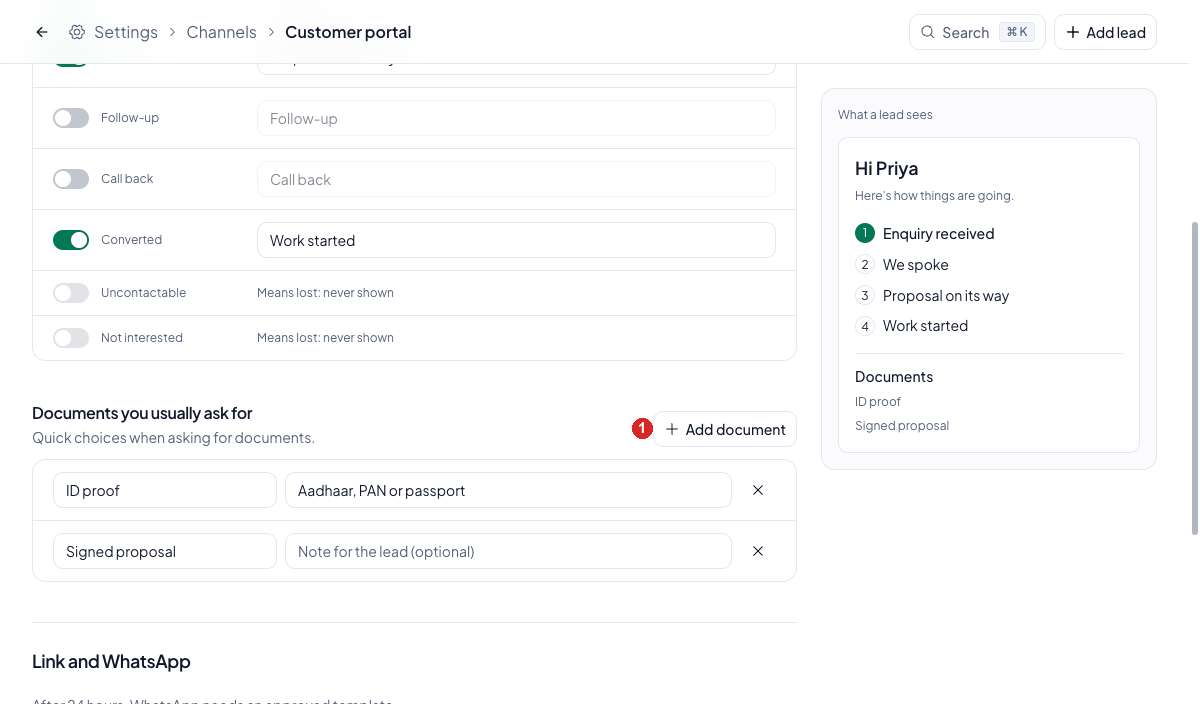 Settings > Channels > Customer portal
Search ⌘ K
+ Add lead
Follow-up Follow-up
Call back Call back
Converted Work started
Uncontactable Means lost: never shown
Not interested Means lost: never shown
Documents you usually ask for
Quick choices when asking for documents.
1
+ Add document
ID proof Aadhaar, PAN or passport
Signed proposal Note for the lead (optional)
Link and WhatsApp
What a lead sees
Hi Priya
Here's how things are going.
1 Enquiry received
2 We spoke
3 Proposal on its way
4 Work started
Documents
ID proof
Signed proposal